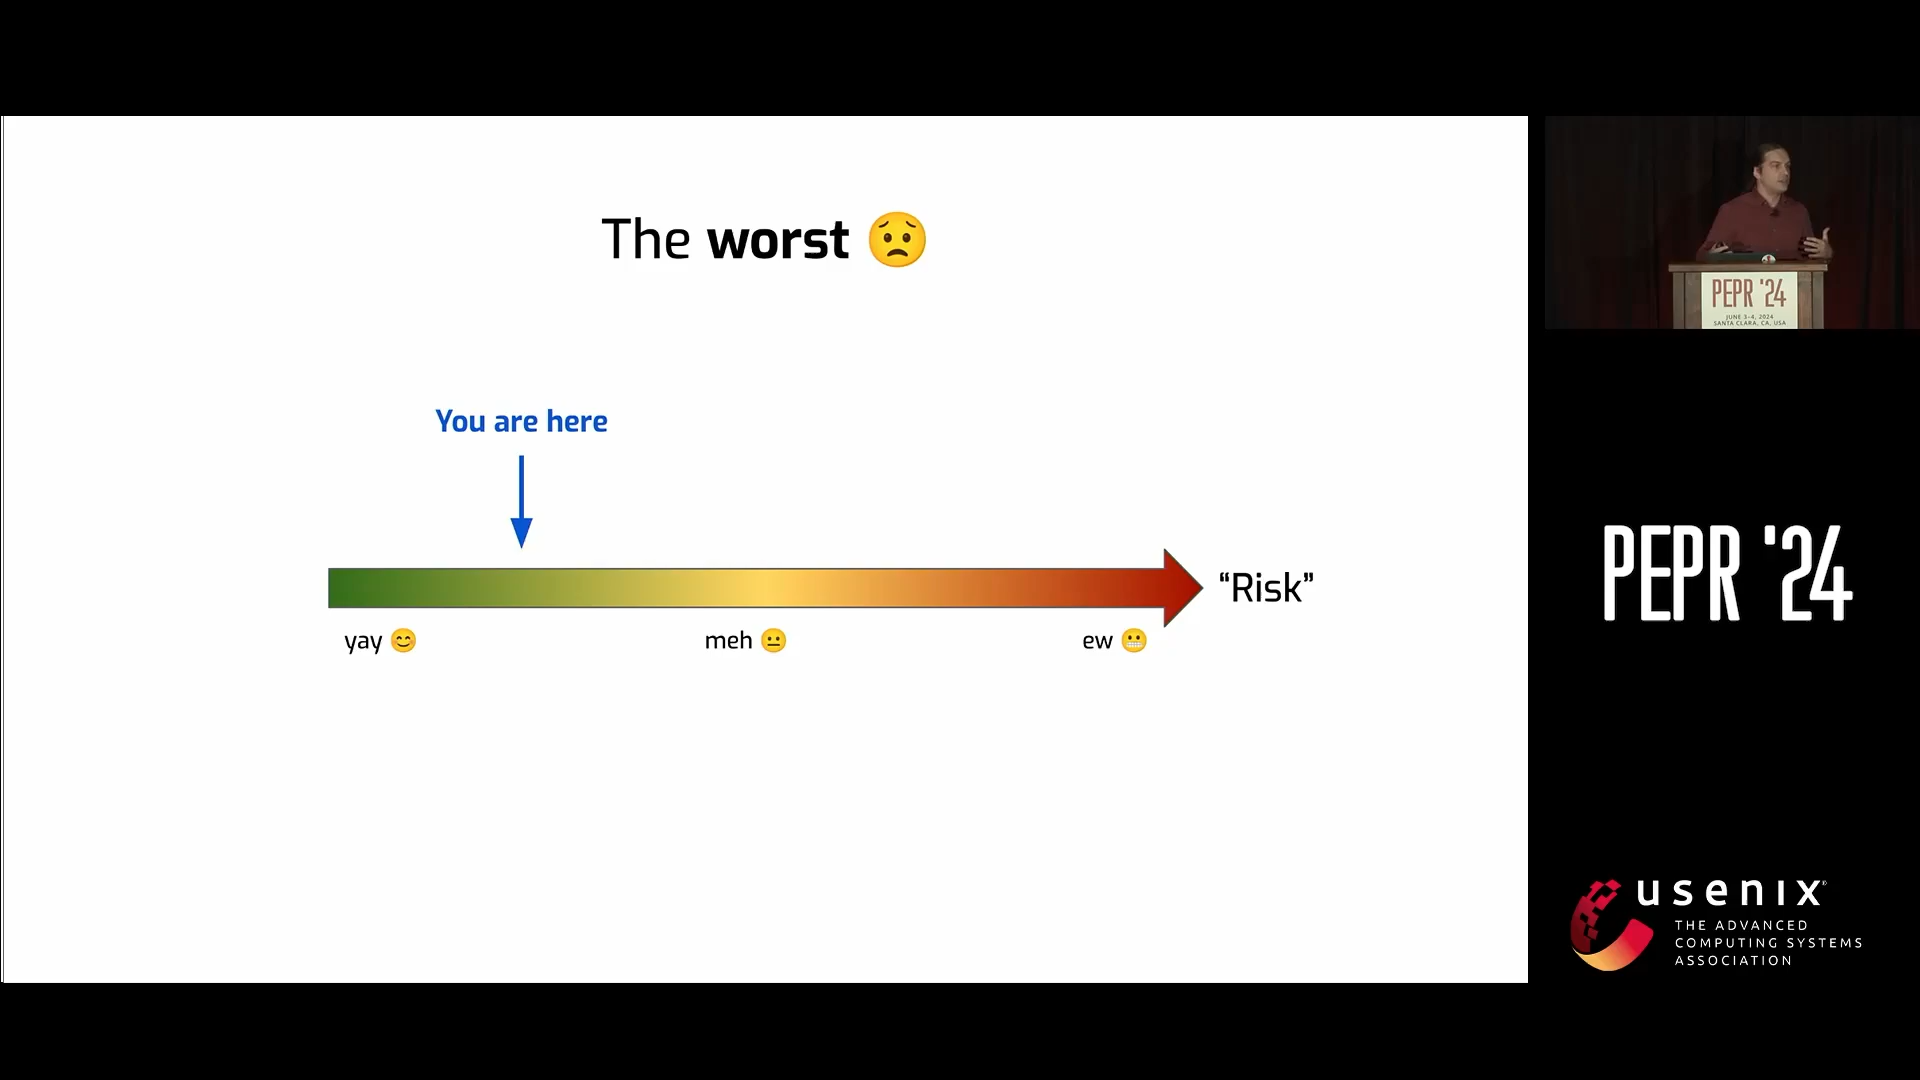 The worst 😟
You are here
“Risk”
yay 😊
meh 😐
ew 😬
PEPR '24
JUNE 3–4, 2024
SANTA CLARA, CA, USA
PEPR '24
usenix®
THE ADVANCED
COMPUTING SYSTEMS
ASSOCIATION